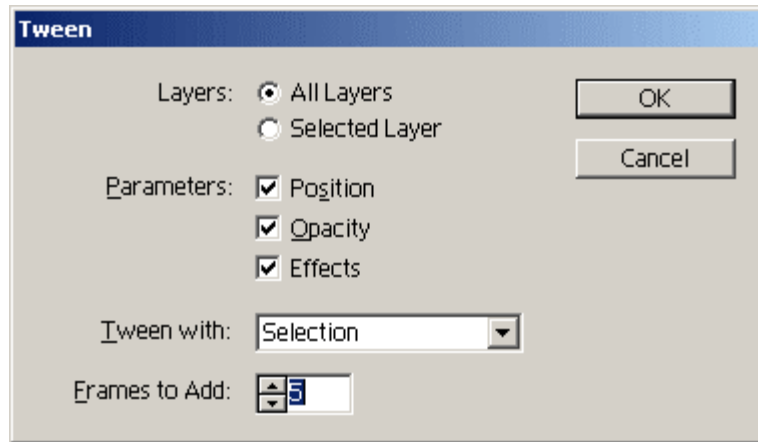 Tween
Layers: All Layers
Selected Layer
OK
Cancel
Parameters: Position
Opacity
Effects
Tween with: Selection
Frames to Add: 5